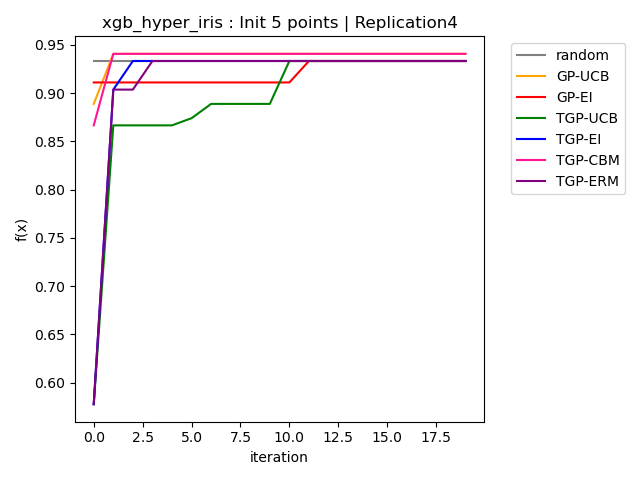 xgb_hyper_iris : Init 5 points | Replication4
f(x)
0.95
0.90
0.85
0.80
0.75
0.70
0.65
0.60
0.0 2.5 5.0 7.5 10.0 12.5 15.0 17.5
iteration
random
GP-UCB
GP-EI
TGP-UCB
TGP-EI
TGP-CBM
TGP-ERM